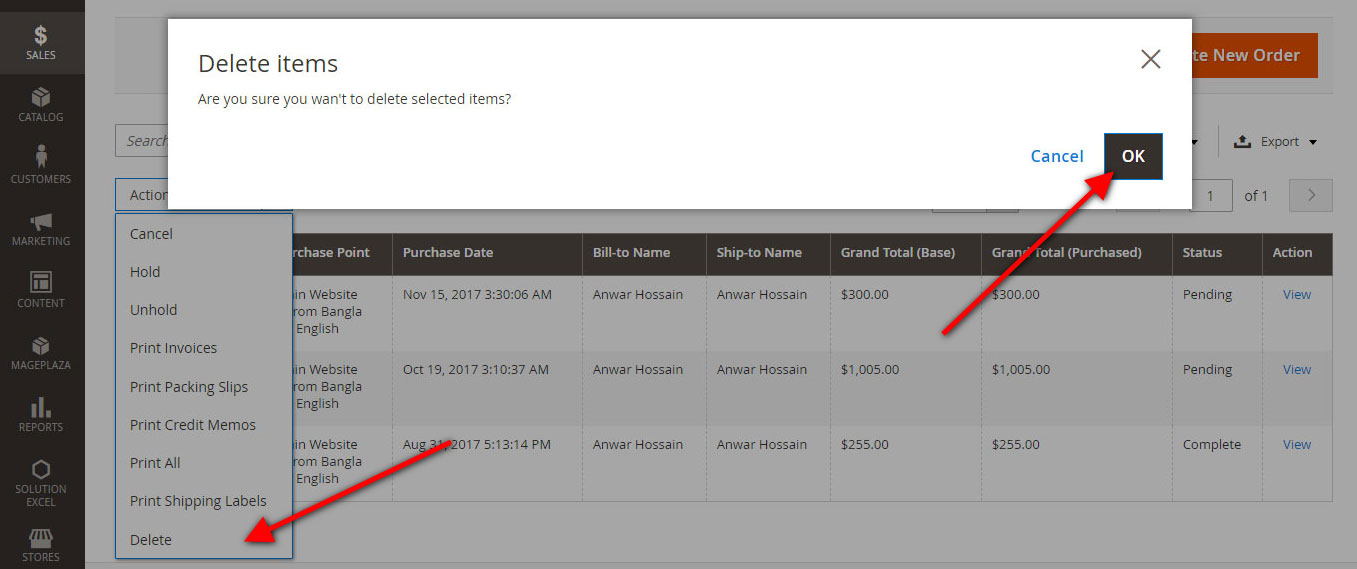 SALES
CATALOG
CUSTOMERS
MARKETING
CONTENT
MAGEPLAZA
REPORTS
SOLUTION
EXCEL
STORES
Delete items
Are you sure you wan't to delete selected items?
Cancel
OK
te New Order
Search
Export
Action
1
of 1
Cancel
Hold
Unhold
Print Invoices
Print Packing Slips
Print Credit Memos
Print All
Print Shipping Labels
Delete
rchase Point
Purchase Date
Bill-to Name
Ship-to Name
Grand Total (Base)
Grand Total (Purchased)
Status
Action
in Website
rom Bangla
English
Nov 15, 2017 3:30:06 AM
Anwar Hossain
Anwar Hossain
$300.00
$300.00
Pending
View
in Website
rom Bangla
English
Oct 19, 2017 3:10:37 AM
Anwar Hossain
Anwar Hossain
$1,005.00
$1,005.00
Pending
View
in Website
rom Bangla
English
Aug 31, 2017 5:13:14 PM
Anwar Hossain
Anwar Hossain
$255.00
$255.00
Complete
View